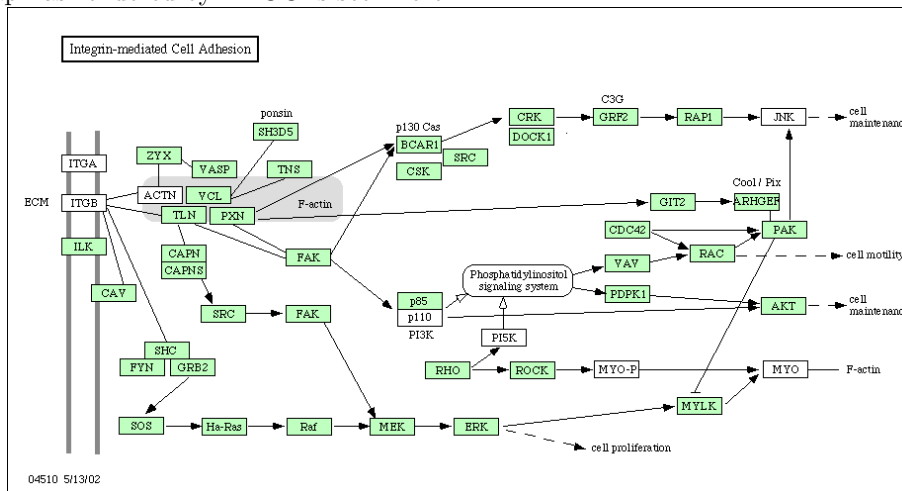 Integrin-mediated Cell Adhesion
C3G
ponsin
CRK
GRF2
RAP1
JNK
cell
maintenance
SH3D5
p130 Cas
DOCK1
BCAR1
ZYX
SRC
ITGA
VASP
TNS
CSK
Cool / Pix
ACTN
VCL
ECM
ITGB
F-actin
GIT2
ARHGEF
TLN
PXN
CDC42
PAK
ILK
CAPN
FAK
RAC
cell motility
CAPNS
VAV
Phosphatidylinositol
signaling system
CAV
p85
PDPK1
cell
maintenance
AKT
SRC
FAK
p110
PI3K
PI5K
SHC
FYN
GRB2
RHO
ROCK
MYO-P
MYO
F-actin
MYLK
SOS
Ha-Ras
Raf
MEK
ERK
cell proliferation
04510 5/13/02